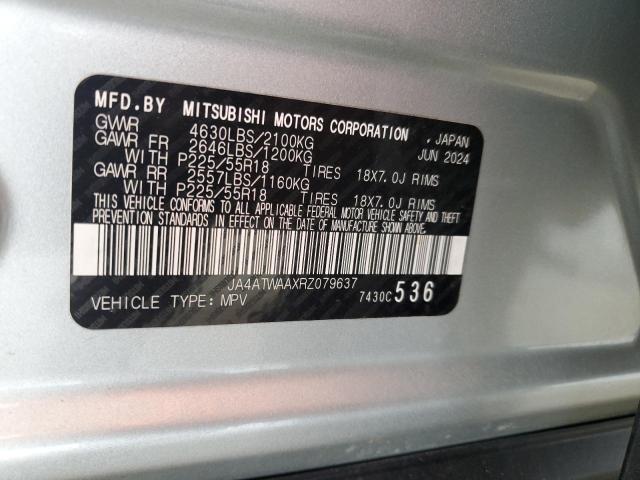 MFD.BY MITSUBISHI MOTORS CORPORATION , JAPAN
GVWR 4630LBS/2100KG JUN 2024
GAWR FR 2646LBS/1200KG
WITH P225/55R18 TIRES 18X7.0J RIMS
GAWR RR 2557LBS/1160KG
WITH P225/55R18 TIRES 18X7.0J RIMS
THIS VEHICLE CONFORMS TO ALL APPLICABLE FEDERAL MOTOR VEHICLE SAFETY AND THEFT
PREVENTION STANDARDS IN EFFECT ON THE DATE OF MANUFACTURE SHOWN ABOVE.
JA4ATWAAXRZ079637
VEHICLE TYPE: MPV 7430C536